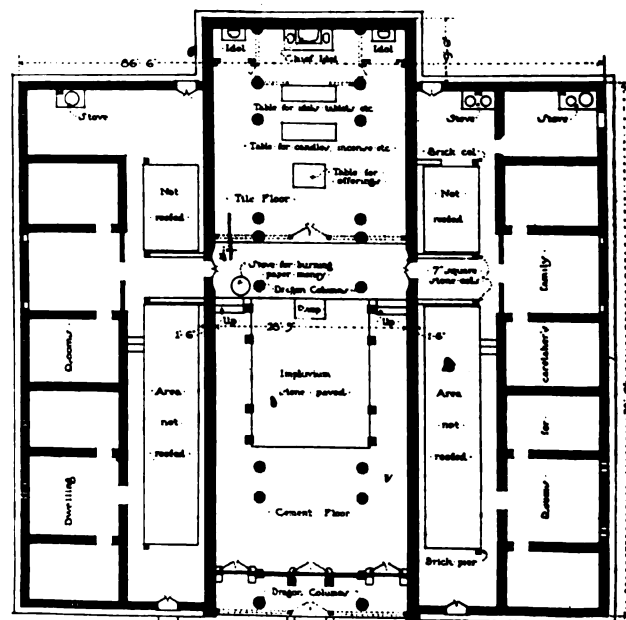 Idol
Chief Idol
Idol
86' 6"
Stove
Table for idols tablets etc
Stove
Stove
Table for candles, incense etc
Brick col.
Not
roofed
Table for
offerings
Not
roofed
Tile Floor
Stove for burning
paper money
7" square
stone cols
Dragon Columns
Up
Up
1'-6"
1'-6"
Family
Caretaker's
for
Rooms
Rooms
Dwelling
Impluvium
stone paved
Area
not
roofed
Area
not
roofed
Cement Floor
Brick pier
Dragon Columns